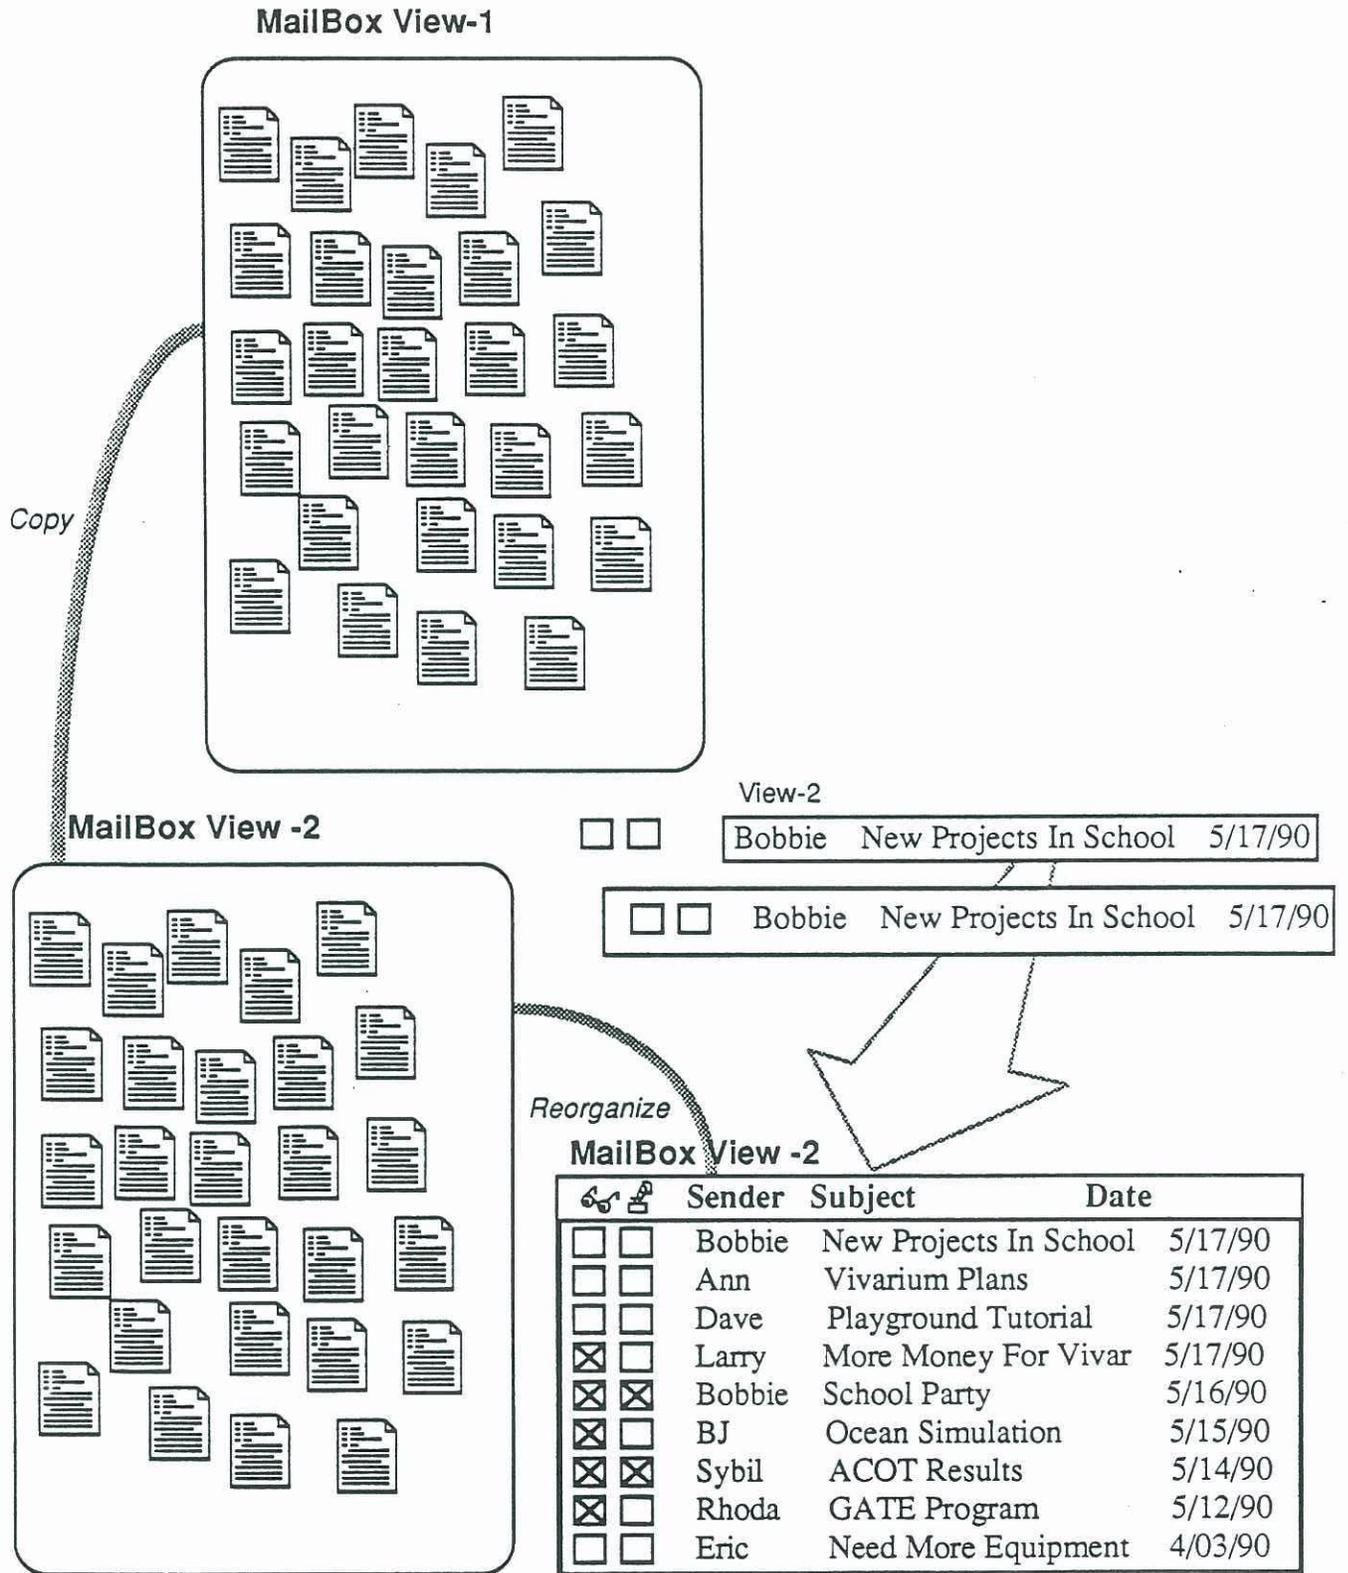 MailBox View-1
Copy
MailBox View -2
View-2
Bobbie New Projects In School 5/17/90
Bobbie New Projects In School 5/17/90
Reorganize
MailBox View -2
Sender Subject Date
Bobbie New Projects In School 5/17/90
Ann Vivarium Plans 5/17/90
Dave Playground Tutorial 5/17/90
Larry More Money For Vivar 5/17/90
Bobbie School Party 5/16/90
BJ Ocean Simulation 5/15/90
Sybil ACOT Results 5/14/90
Rhoda GATE Program 5/12/90
Eric Need More Equipment 4/03/90